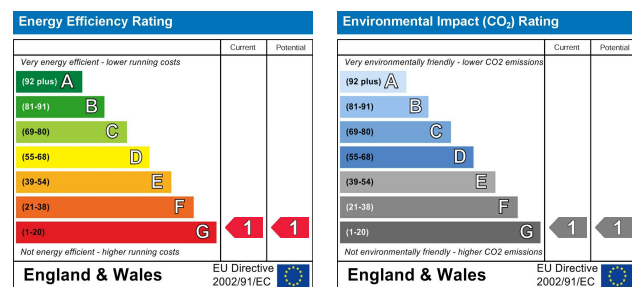 Energy Efficiency Rating
Current Potential
Very energy efficient - lower running costs
(92 plus) A
(81-91) B
(69-80) C
(55-68) D
(39-54) E
(21-38) F
(1-20) G 1 1
Not energy efficient - higher running costs
England & Wales
EU Directive
2002/91/EC
Environmental Impact (CO₂) Rating
Current Potential
Very environmentally friendly - lower CO2 emissions
(92 plus) A
(81-91) B
(69-80) C
(55-68) D
(39-54) E
(21-38) F
(1-20) G 1 1
Not environmentally friendly - higher CO2 emissions
England & Wales
EU Directive
2002/91/EC